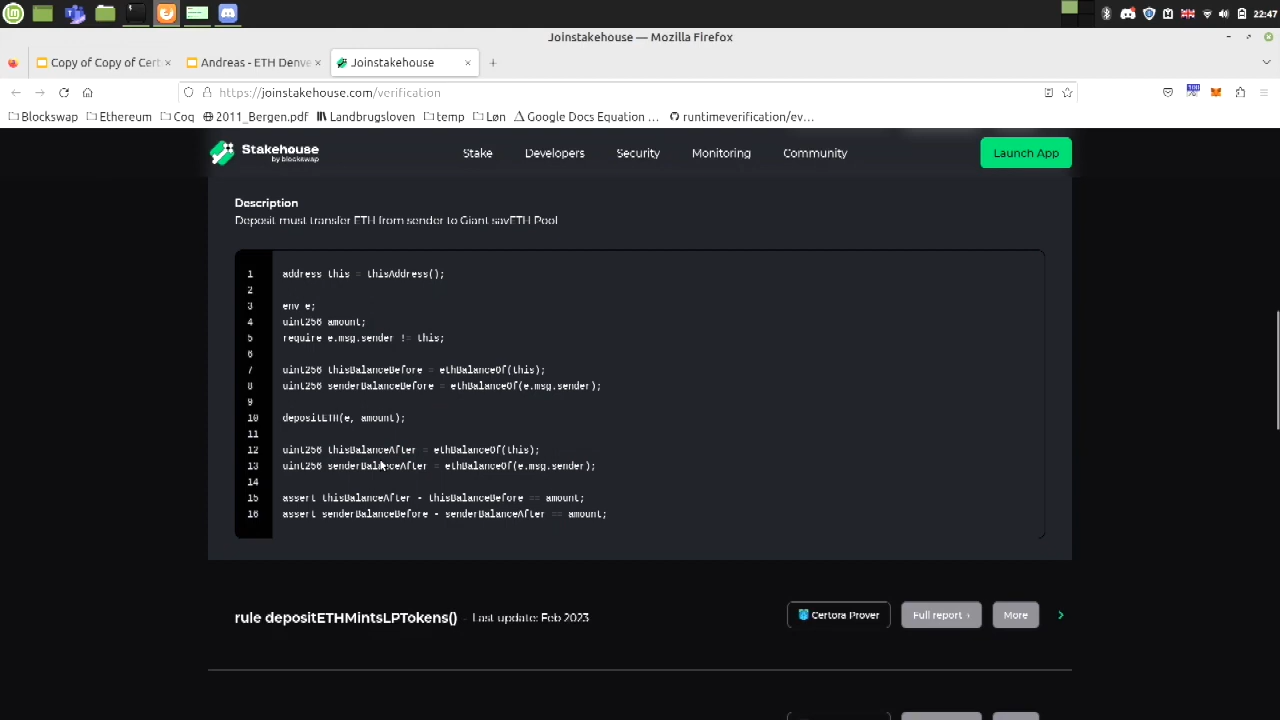 22:47
Joinstakehouse — Mozilla Firefox
Copy of Copy of Cert
Andreas - ETH Denve
Joinstakehouse
https://joinstakehouse.com/verification
Blockswap
Ethereum
Coq
2011_Bergen.pdf
Landbrugsloven
temp
Løn
Google Docs Equation ...
runtimeverification/ev...
Stakehouse
by blockswap
Stake
Developers
Security
Monitoring
Community
Launch App
Description
Deposit must transfer ETH from sender to Giant savETH Pool
1 address this = thisAddress();
2
3 env e;
4 uint256 amount;
5 require e.msg.sender != this;
6
7 uint256 thisBalanceBefore = ethBalanceOf(this);
8 uint256 senderBalanceBefore = ethBalanceOf(e.msg.sender);
9
10 depositETH(e, amount);
11
12 uint256 thisBalanceAfter = ethBalanceOf(this);
13 uint256 senderBalanceAfter = ethBalanceOf(e.msg.sender);
14
15 assert thisBalanceAfter - thisBalanceBefore == amount;
16 assert senderBalanceBefore - senderBalanceAfter == amount;
rule depositETHMintsLPTokens() - Last update: Feb 2023
Certora Prover
Full report ›
More